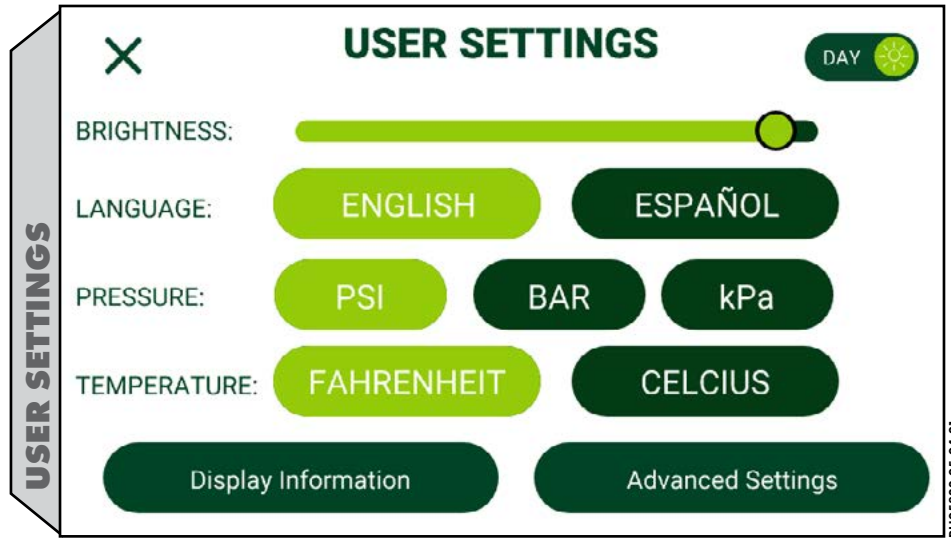 USER SETTINGS
USER SETTINGS
DAY
BRIGHTNESS:
LANGUAGE: ENGLISH ESPAÑOL
PRESSURE: PSI BAR kPa
TEMPERATURE: FAHRENHEIT CELCIUS
Display Information Advanced Settings